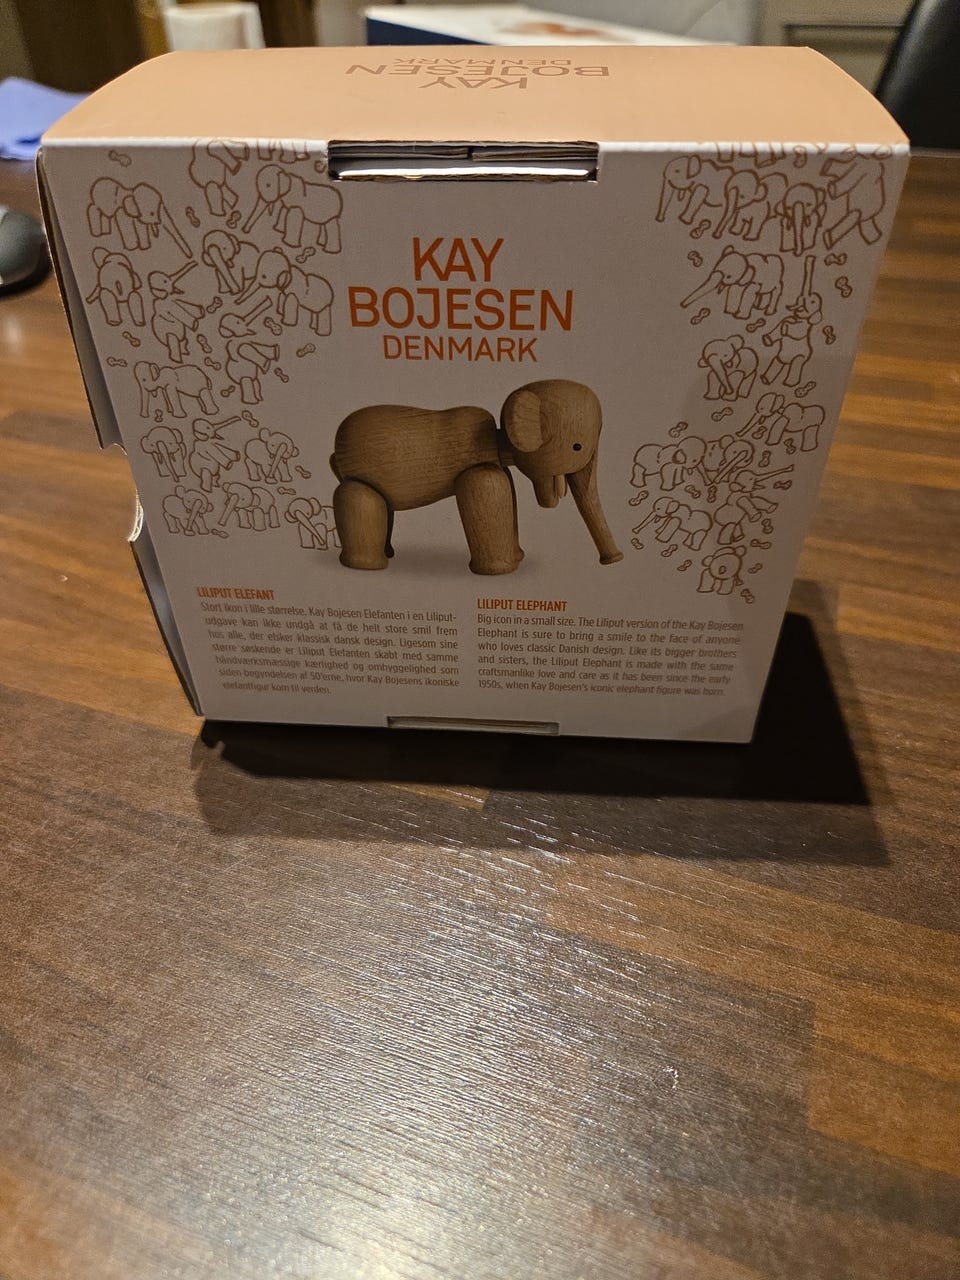 KAY
BOJESEN
DENMARK
KAY
BOJESEN
DENMARK
LILIPUT ELEFANT
Stort ikon i lille størrelse. Kay Bojesen Elefanten i en Liliput-
udgave kan ikke undgå at få de helt store smil frem
hos alle, der elsker klassisk dansk design. Ligesom sine
større søskende er Liliput Elefanten skabt med samme
håndværksmæssige kærlighed og omhyggelighed som
siden begyndelsen af 50'erne, hvor Kay Bojesens ikoniske
elefantfigur kom til verden.
LILIPUT ELEPHANT
Big icon in a small size. The Liliput version of the Kay Bojesen
Elephant is sure to bring a smile to the face of anyone
who loves classic Danish design. Like its bigger brothers
and sisters, the Liliput Elephant is made with the same
craftsmanlike love and care as it has been since the early
1950s, when Kay Bojesen's iconic elephant figure was born.